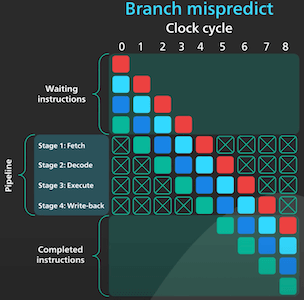 Branch mispredict
Clock cycle
0 1 2 3 4 5 6 7 8
Waiting
instructions
Pipeline
Stage 1: Fetch
Stage 2: Decode
Stage 3: Execute
Stage 4: Write-back
Completed
instructions